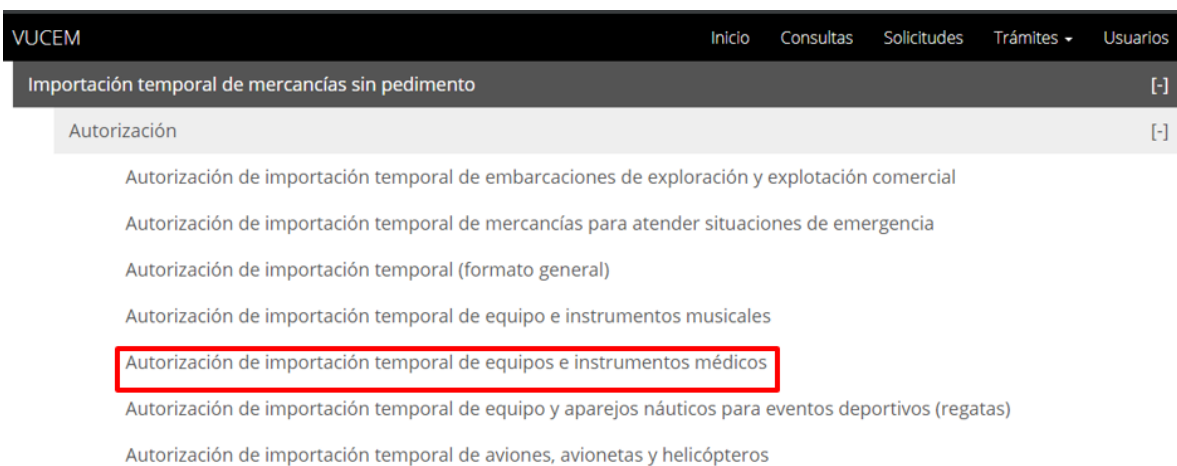 VUCEM Inicio Consultas Solicitudes Trámites Usuarios
Importación temporal de mercancías sin pedimento [-]
Autorización [-]
Autorización de importación temporal de embarcaciones de exploración y explotación comercial
Autorización de importación temporal de mercancías para atender situaciones de emergencia
Autorización de importación temporal (formato general)
Autorización de importación temporal de equipo e instrumentos musicales
Autorización de importación temporal de equipos e instrumentos médicos
Autorización de importación temporal de equipo y aparejos náuticos para eventos deportivos (regatas)
Autorización de importación temporal de aviones, avionetas y helicópteros